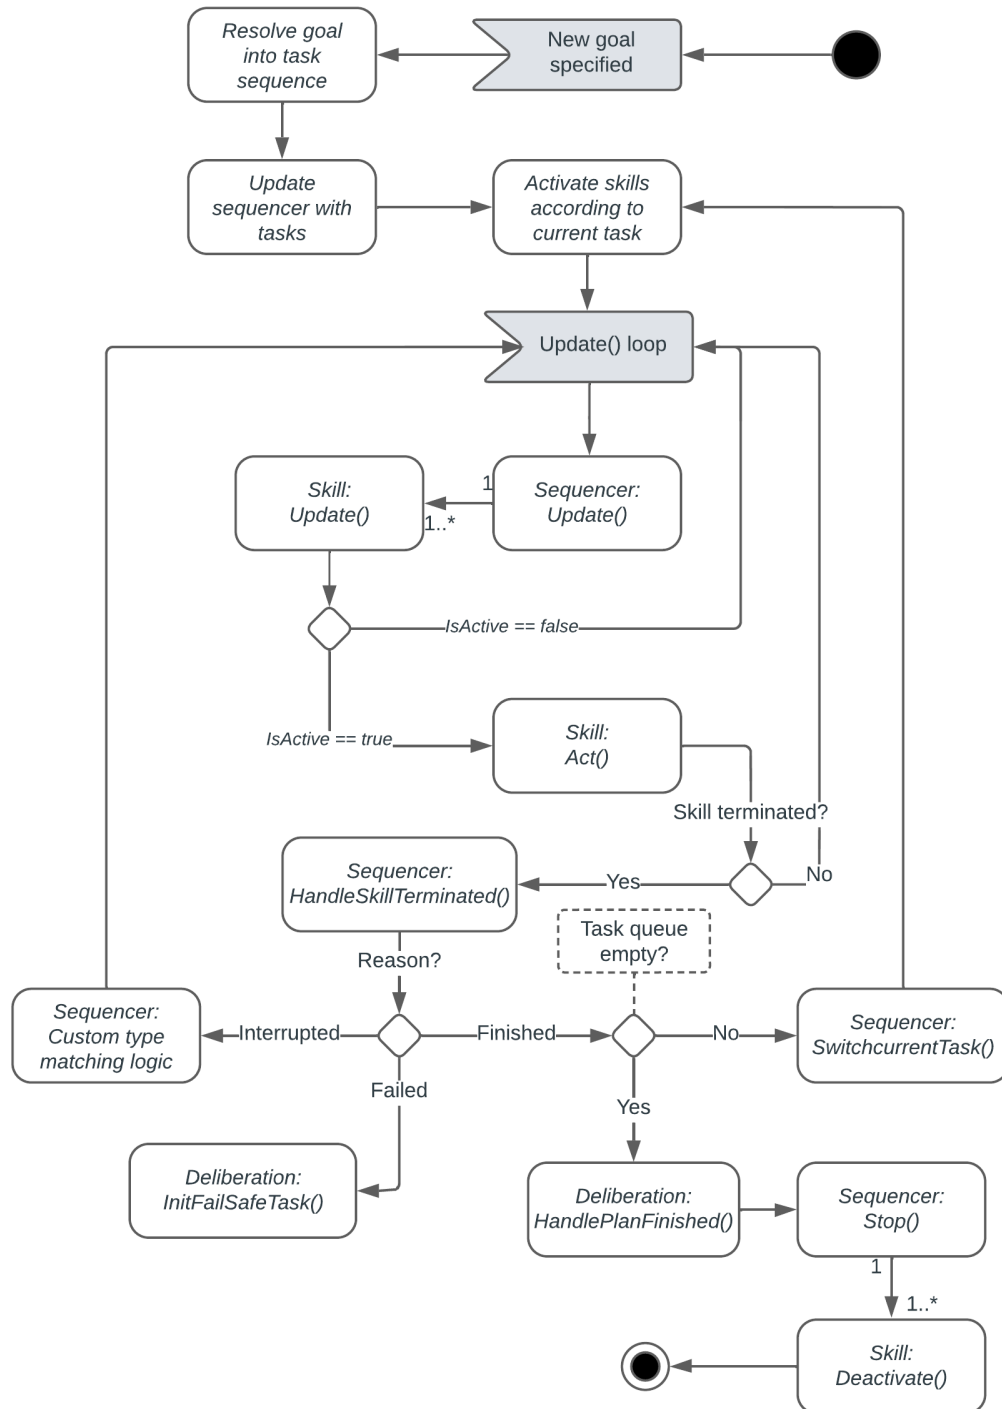 Resolve goal
into task
sequence
New goal
specified
Update
sequencer with
tasks
Activate skills
according to
current task
Update() loop
Skill:
Update()
1
1..*
Sequencer:
Update()
IsActive == false
IsActive == true
Skill:
Act()
Skill terminated?
Sequencer:
HandleSkillTerminated()
Yes
No
Task queue
empty?
Reason?
Sequencer:
Custom type
matching logic
Interrupted
Finished
No
Sequencer:
SwitchcurrentTask()
Failed
Yes
Deliberation:
InitFailSafeTask()
Deliberation:
HandlePlanFinished()
Sequencer:
Stop()
1
1..*
Skill:
Deactivate()